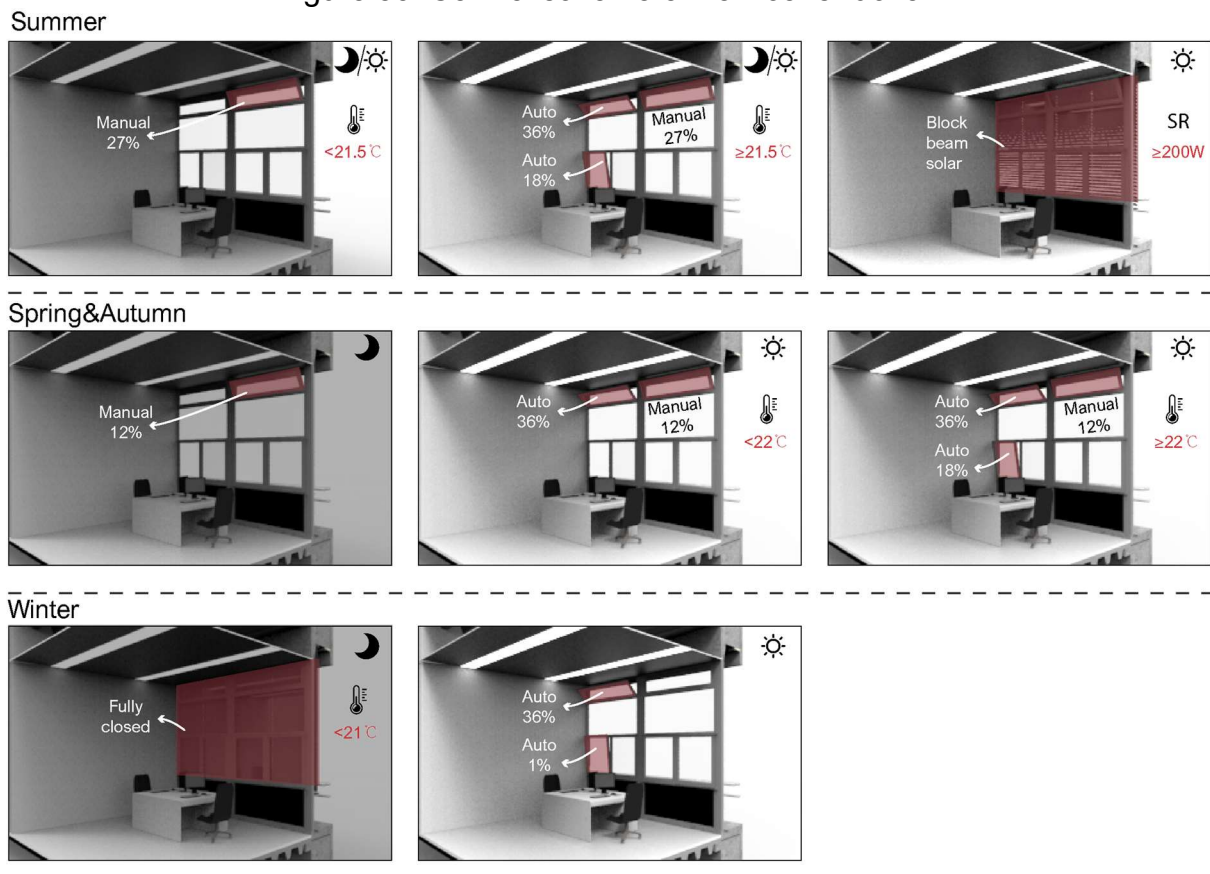 Summer
Manual
27%
<21.5℃
Auto
36%
Manual
27%
Auto
18%
≥21.5℃
Block
beam
solar
SR
≥200W
Spring&Autumn
Manual
12%
Auto
36%
Manual
12%
<22℃
Auto
36%
Manual
12%
Auto
18%
≥22℃
Winter
Fully
closed
<21℃
Auto
36%
Auto
1%